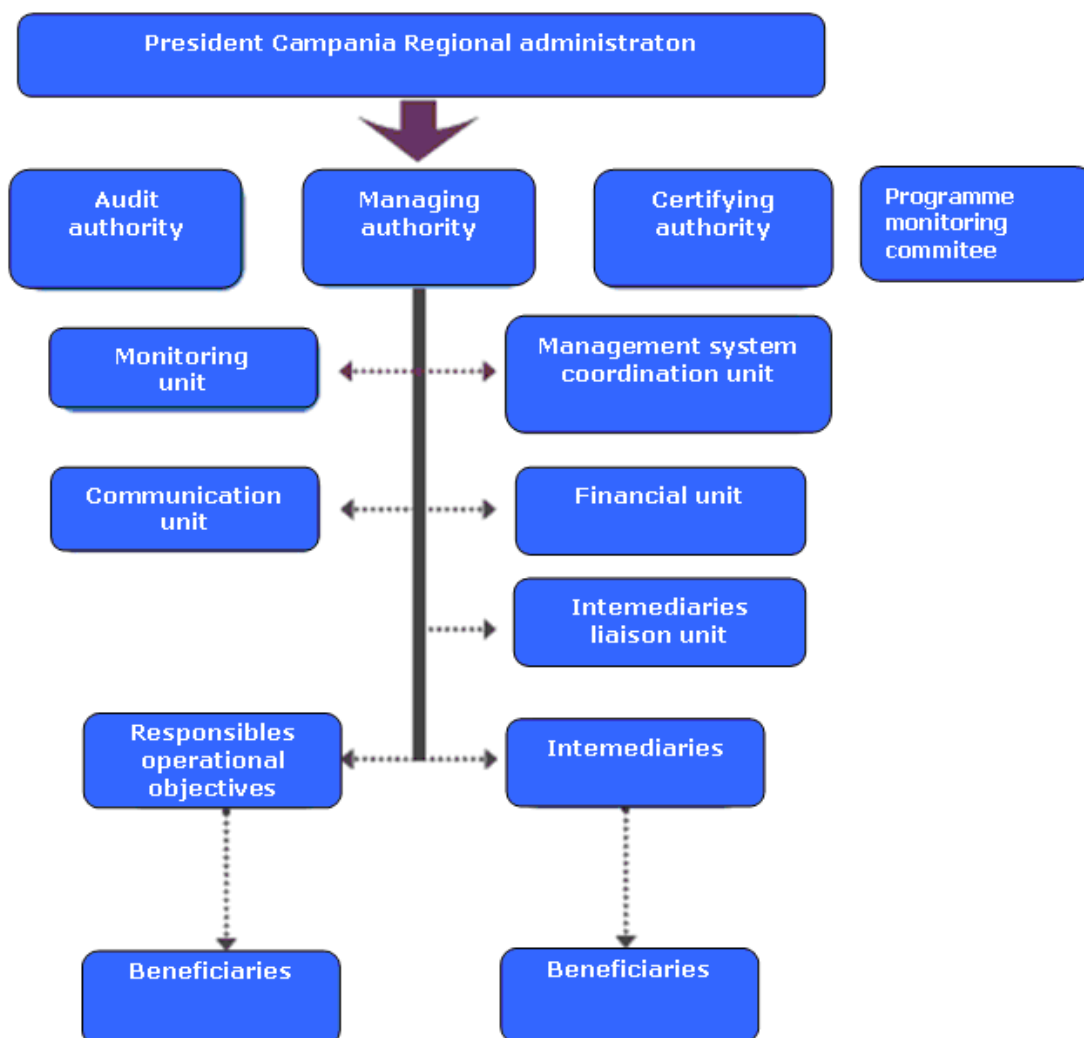 President Campania Regional administraton
Audit
authority
Managing
authority
Certifying
authority
Programme
monitoring
commitee
Monitoring
unit
Management system
coordination unit
Communication
unit
Financial unit
Intemediaries
liaison unit
Responsibles
operational
objectives
Intemediaries
Beneficiaries
Beneficiaries